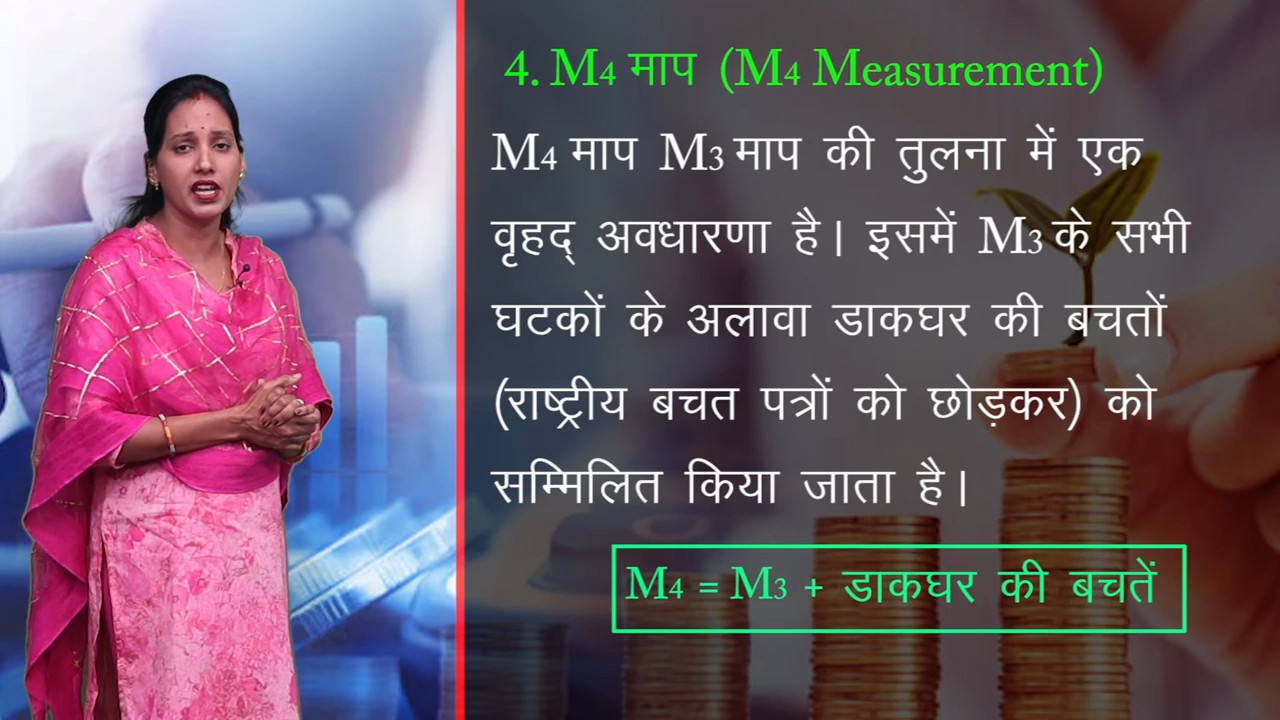 4. M4 माप (M4 Measurement)
M4 माप M3 माप की तुलना में एक
वृहद् अवधारणा है। इसमें M3 के सभी
घटकों के अलावा डाकघर की बचतों
(राष्ट्रीय बचत पत्रों को छोड़कर) को
सम्मिलित किया जाता है।
M4 = M3 + डाकघर की बचतें